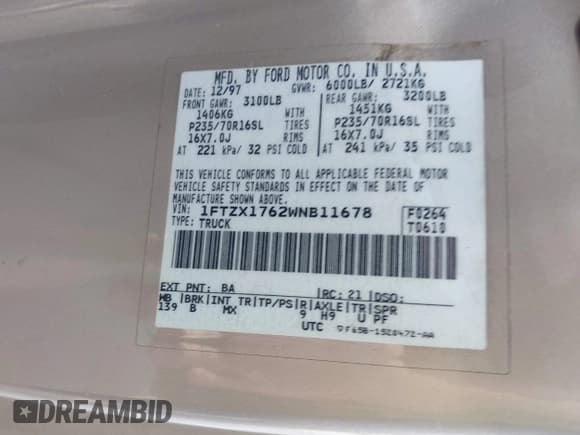 MFD. BY FORD MOTOR CO. IN U.S.A.
DATE: 12/97 GVWR: 6000LB/ 2721KG
FRONT GAWR: 3100LB REAR GAWR: 3200LB
1406KG WITH 1451KG WITH
P235/70R16SL TIRES P235/70R16SL TIRES
16X7.0J RIMS 16X7.0J RIMS
AT 221 kPa/ 32 PSI COLD AT 241 kPa/ 35 PSI COLD
THIS VEHICLE CONFORMS TO ALL APPLICABLE FEDERAL MOTOR
VEHICLE SAFETY STANDARDS IN EFFECT ON THE DATE OF
MANUFACTURE SHOWN ABOVE.
VIN: 1FTZX1762WNB11678 F0264
TYPE: TRUCK T0610
EXT PNT: BA RC: 21 DSO:
WB BRK INT TR TP/PS R AXLE TR SPR
139 B MX 9 H9 U PF
UTC
DREAMBID